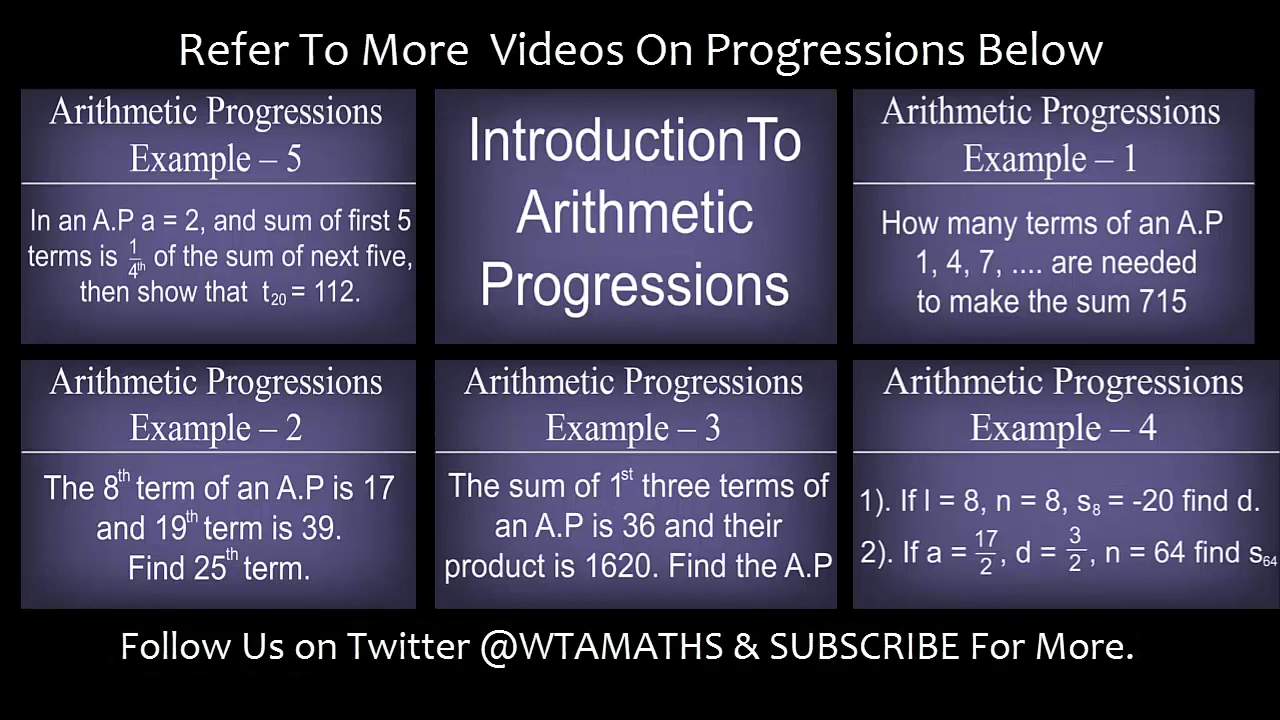 Refer To More Videos On Progressions Below
Arithmetic Progressions
Example – 5
In an A.P a = 2, and sum of first 5
terms is 1/4th of the sum of next five,
then show that t20 = 112.
IntroductionTo
Arithmetic
Progressions
Arithmetic Progressions
Example – 1
How many terms of an A.P
1, 4, 7, .... are needed
to make the sum 715
Arithmetic Progressions
Example – 2
The 8th term of an A.P is 17
and 19th term is 39.
Find 25th term.
Arithmetic Progressions
Example – 3
The sum of 1st three terms of
an A.P is 36 and their
product is 1620. Find the A.P
Arithmetic Progressions
Example – 4
1). If l = 8, n = 8, s8 = -20 find d.
2). If a = 17/2, d = 3/2, n = 64 find s64
Follow Us on Twitter @WTAMATHS & SUBSCRIBE For More.